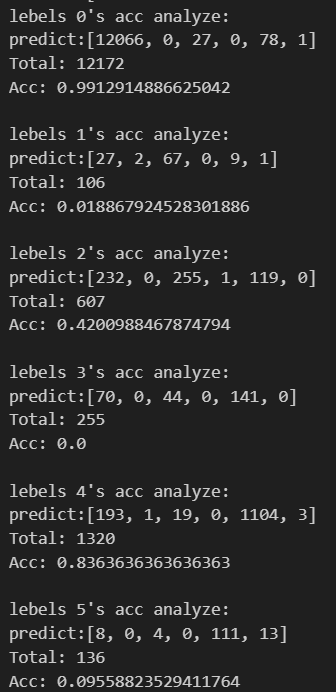 lebels 0's acc analyze:
predict:[12066, 0, 27, 0, 78, 1]
Total: 12172
Acc: 0.9912914886625042
lebels 1's acc analyze:
predict:[27, 2, 67, 0, 9, 1]
Total: 106
Acc: 0.018867924528301886
lebels 2's acc analyze:
predict:[232, 0, 255, 1, 119, 0]
Total: 607
Acc: 0.4200988467874794
lebels 3's acc analyze:
predict:[70, 0, 44, 0, 141, 0]
Total: 255
Acc: 0.0
lebels 4's acc analyze:
predict:[193, 1, 19, 0, 1104, 3]
Total: 1320
Acc: 0.8363636363636363
lebels 5's acc analyze:
predict:[8, 0, 4, 0, 111, 13]
Total: 136
Acc: 0.09558823529411764